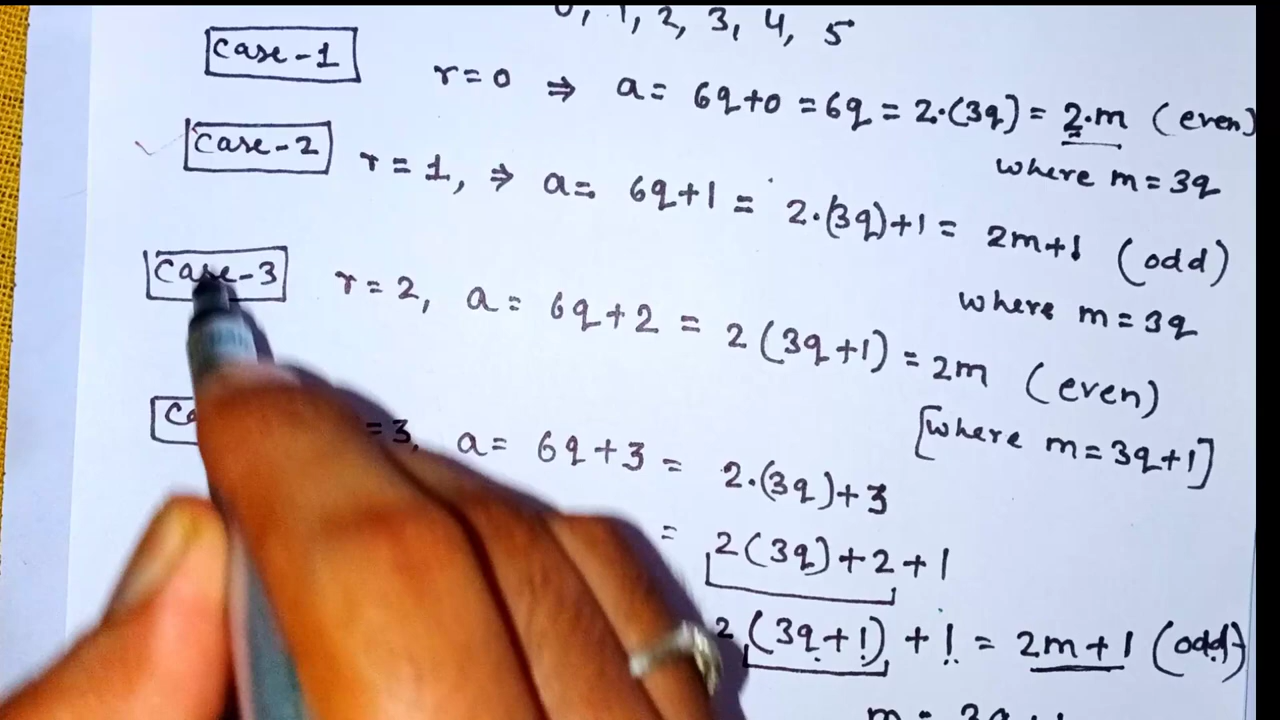 0, 1, 2, 3, 4, 5
Case-1 r=0 ⇒ a= 6q+0 = 6q = 2·(3q) = 2·m (even)
where m=3q
Case-2 r=1, ⇒ a= 6q+1 = 2·(3q)+1 = 2m+1 (odd)
where m=3q
Case-3 r=2, a= 6q+2 = 2(3q+1) = 2m (even)
[where m=3q+1]
=3, a= 6q+3 = 2·(3q)+3
= 2(3q)+2+1
2(3q+1)+1 = 2m+1 (odd)